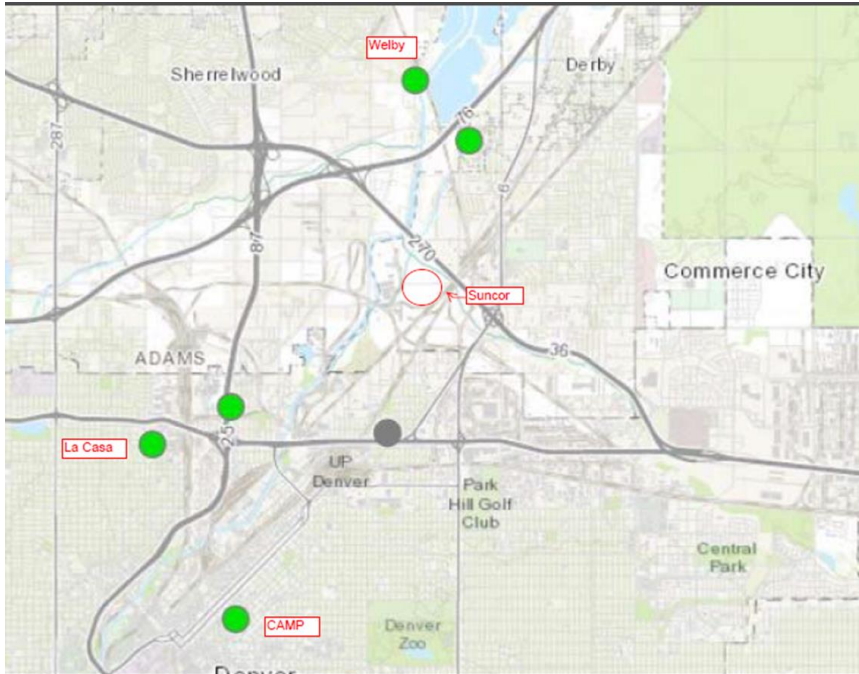 Welby
Sherrelwood
Derby
76
287
6
87
270
Commerce City
Suncor
36
ADAMS
25
La Casa
UP
Denver
Park
Hill Golf
Club
Central
Park
CAMP
Denver
Zoo
Denver